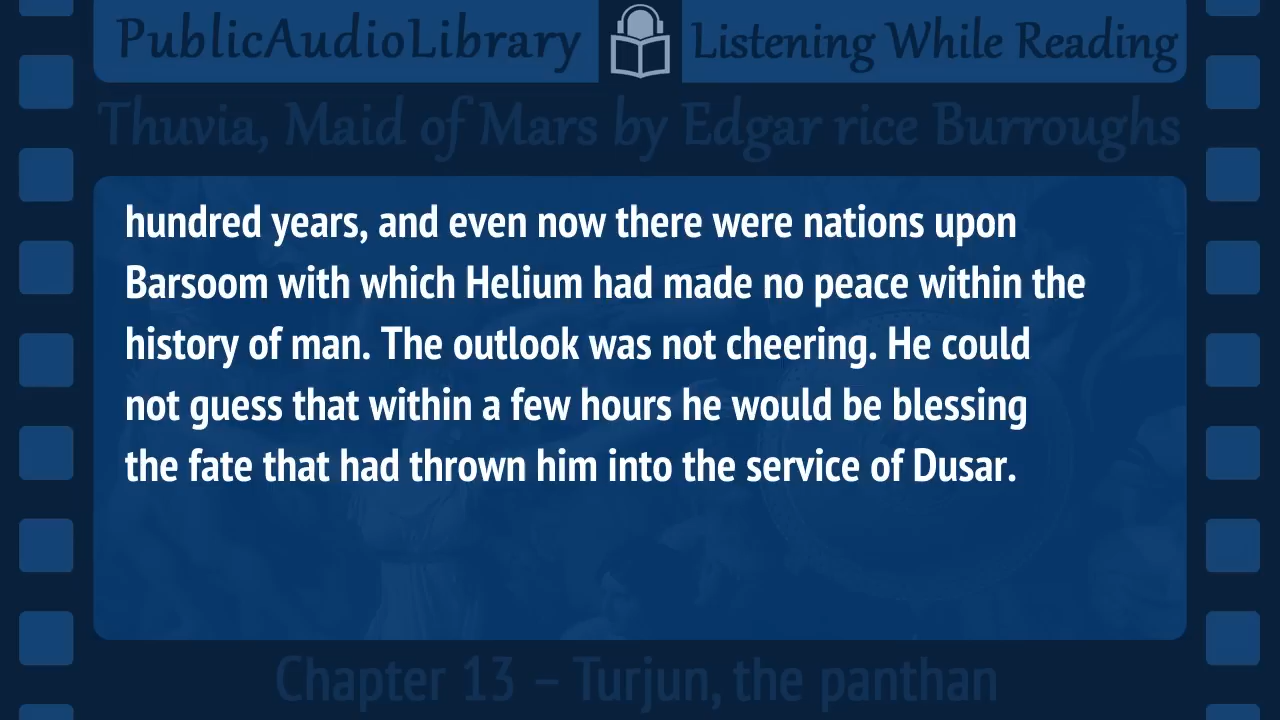 PublicAudioLibrary Listening While Reading
Thuvia, Maid of Mars by Edgar rice Burroughs
hundred years, and even now there were nations upon
Barsoom with which Helium had made no peace within the
history of man. The outlook was not cheering. He could
not guess that within a few hours he would be blessing
the fate that had thrown him into the service of Dusar.
Chapter 13 – Turjun, the panthan